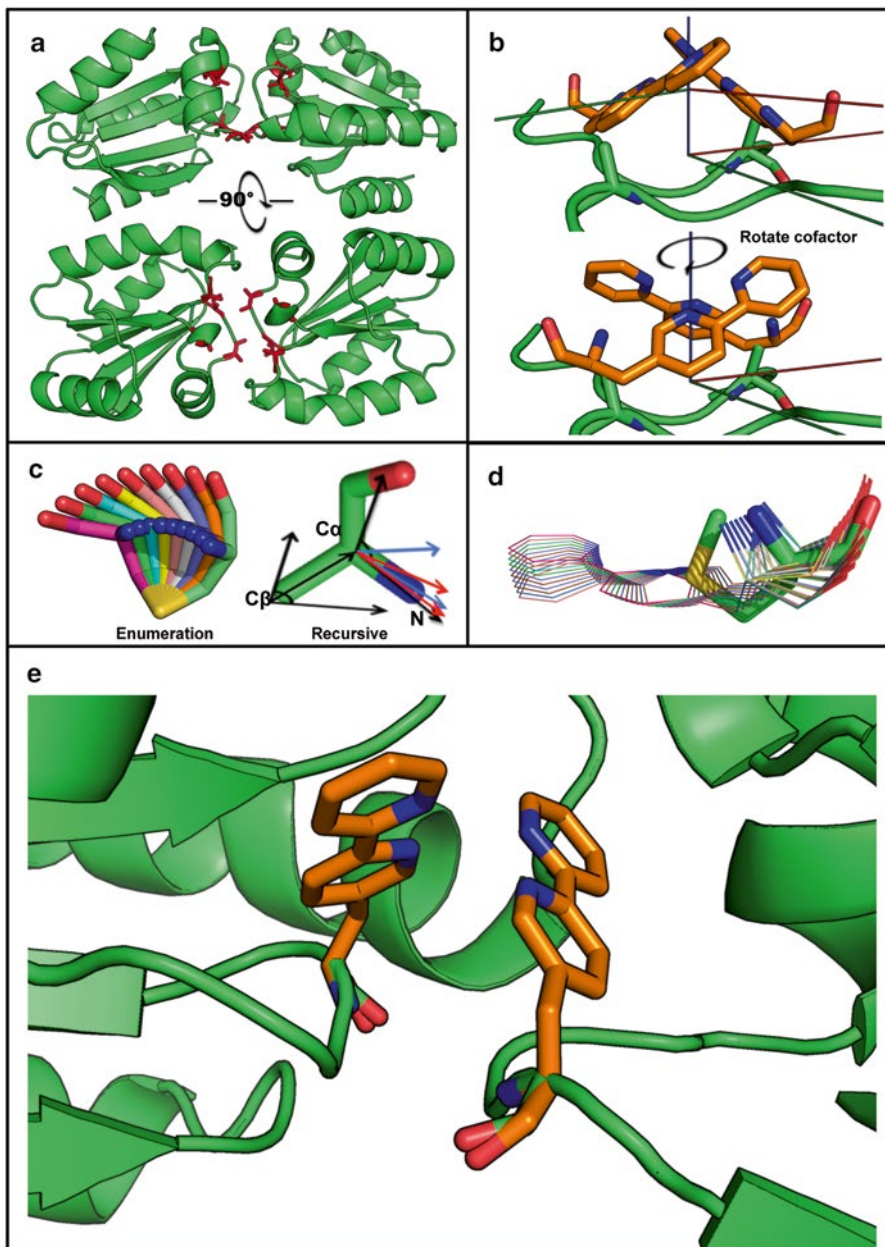 a
90°
b
Rotate cofactor
c
Enumeration
Cα
Cβ
N
Recursive
d
e